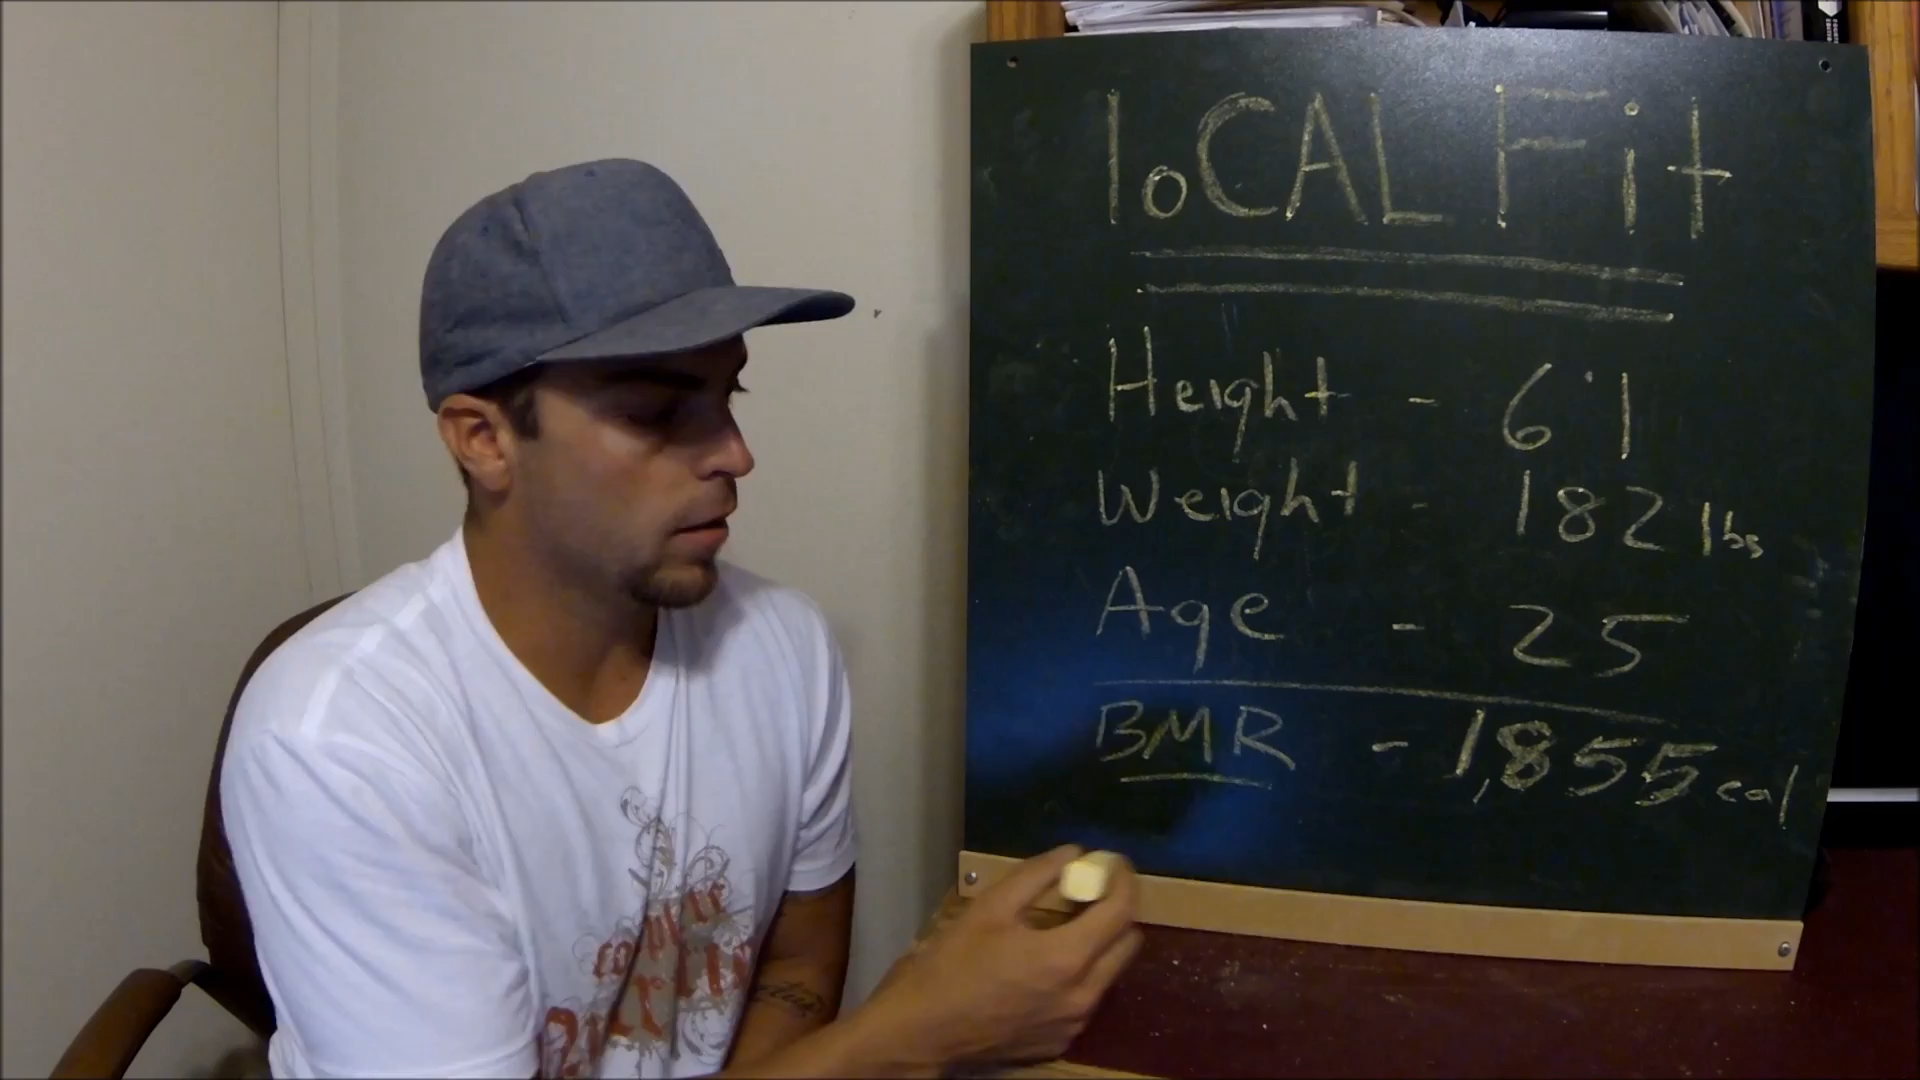 loCAL Fit
Height - 6'1
Weight - 182 lbs
Age - 25
BMR - 1,855 cal